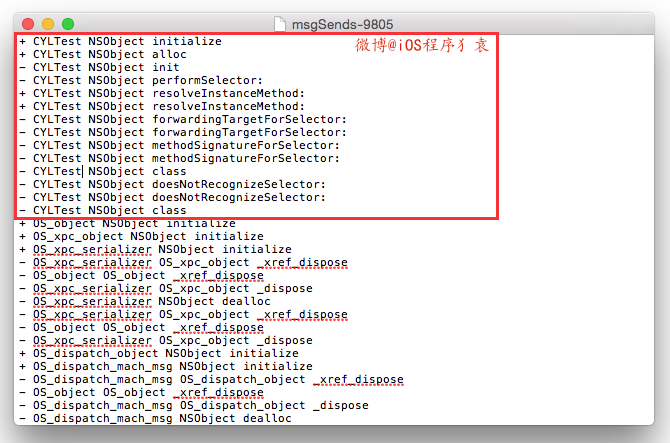 msgSends-9805
+ CYLTest NSObject initialize
微博@iOS程序犭袁
+ CYLTest NSObject alloc
- CYLTest NSObject init
- CYLTest NSObject performSelector:
+ CYLTest NSObject resolveInstanceMethod:
+ CYLTest NSObject resolveInstanceMethod:
- CYLTest NSObject forwardingTargetForSelector:
- CYLTest NSObject forwardingTargetForSelector:
- CYLTest NSObject methodSignatureForSelector:
- CYLTest NSObject methodSignatureForSelector:
- CYLTest NSObject class
- CYLTest NSObject doesNotRecognizeSelector:
- CYLTest NSObject doesNotRecognizeSelector:
- CYLTest NSObject class
+ OS_object NSObject initialize
+ OS_xpc_object NSObject initialize
+ OS_xpc_serializer NSObject initialize
- OS_xpc_serializer OS_xpc_object _xref_dispose
- OS_object OS_object _xref_dispose
- OS_xpc_serializer OS_xpc_object _dispose
- OS_xpc_serializer NSObject dealloc
- OS_xpc_serializer OS_xpc_object _xref_dispose
- OS_object OS_object _xref_dispose
- OS_xpc_serializer OS_xpc_object _dispose
+ OS_dispatch_object NSObject initialize
+ OS_dispatch_mach_msg NSObject initialize
- OS_dispatch_mach_msg OS_dispatch_object _xref_dispose
- OS_object OS_object _xref_dispose
- OS_dispatch_mach_msg OS_dispatch_object _dispose
- OS_dispatch_mach_msg NSObject dealloc